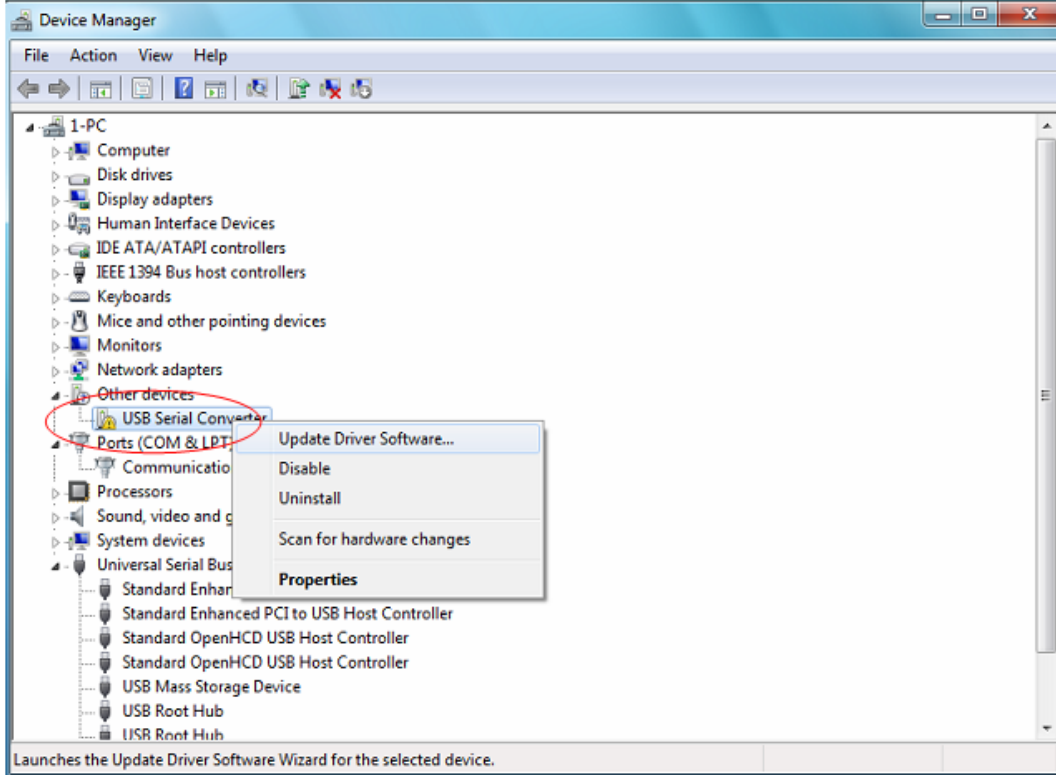 Device Manager
File Action View Help
1-PC
Computer
Disk drives
Display adapters
Human Interface Devices
IDE ATA/ATAPI controllers
IEEE 1394 Bus host controllers
Keyboards
Mice and other pointing devices
Monitors
Network adapters
Other devices
USB Serial Converter
Ports (COM & LPT)
Communicatio
Processors
Sound, video and g
System devices
Universal Serial Bus
Standard Enhan
Standard Enhanced PCI to USB Host Controller
Standard OpenHCD USB Host Controller
Standard OpenHCD USB Host Controller
USB Mass Storage Device
USB Root Hub
USB Root Hub
Update Driver Software...
Disable
Uninstall
Scan for hardware changes
Properties
Launches the Update Driver Software Wizard for the selected device.